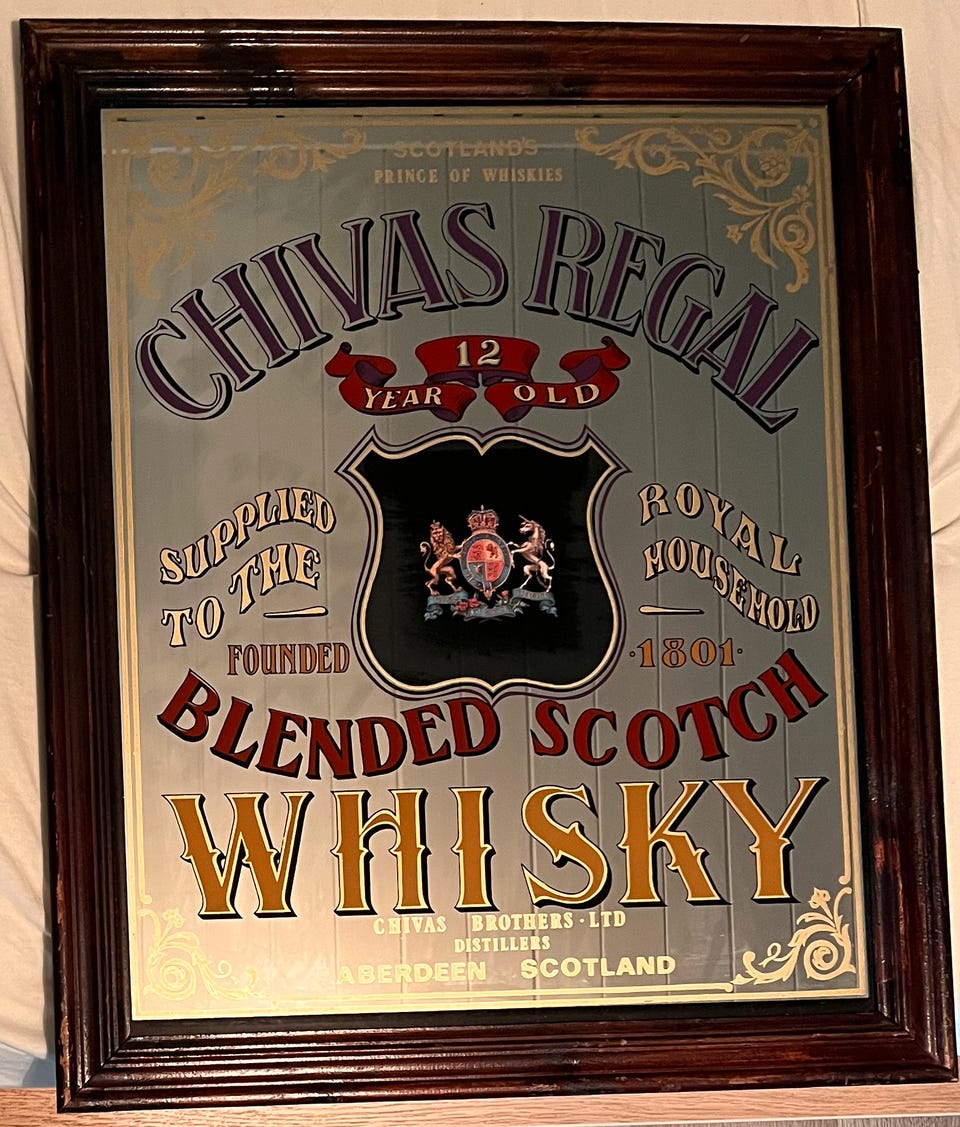 SCOTLAND'S
PRINCE OF WHISKIES
CHIVAS REGAL
12
YEAR OLD
SUPPLIED
TO THE
ROYAL
HOUSEHOLD
FOUNDED ·1801·
BLENDED SCOTCH
WHISKY
CHIVAS BROTHERS·LTD
DISTILLERS
ABERDEEN SCOTLAND